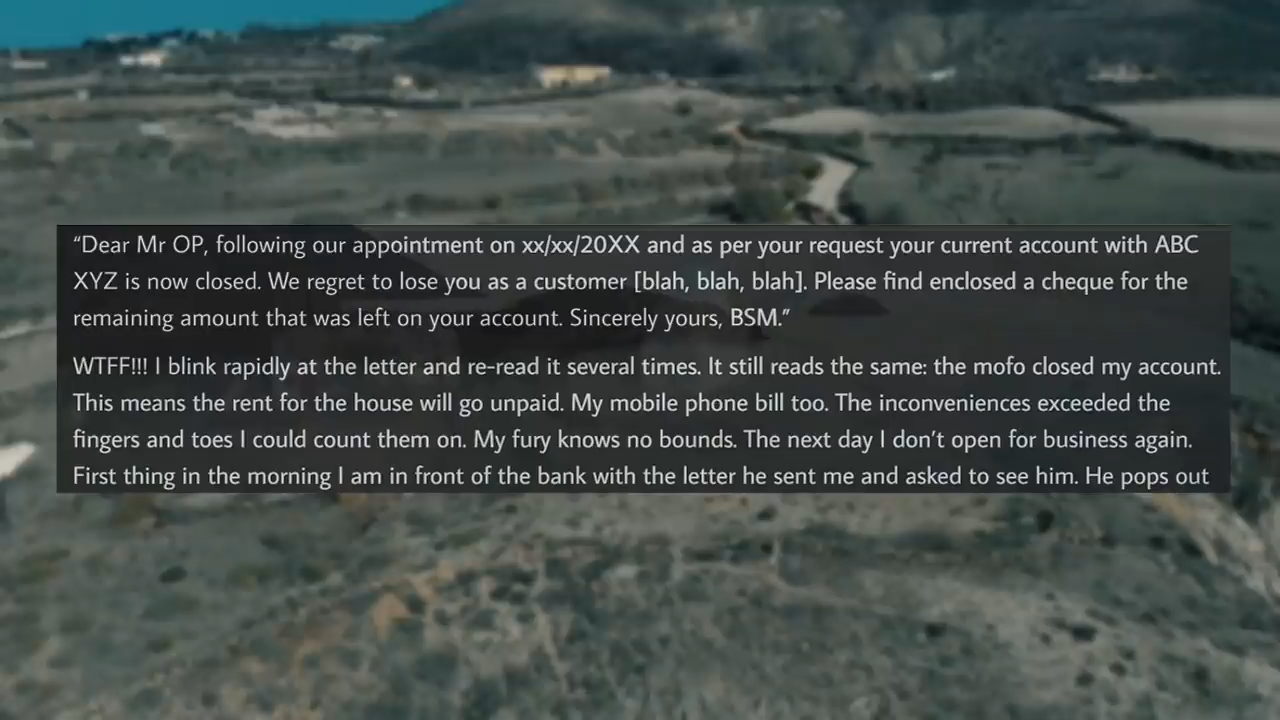 “Dear Mr OP, following our appointment on xx/xx/20XX and as per your request your current account with ABC
XYZ is now closed. We regret to lose you as a customer [blah, blah, blah]. Please find enclosed a cheque for the
remaining amount that was left on your account. Sincerely yours, BSM.”
WTFF!!! I blink rapidly at the letter and re-read it several times. It still reads the same: the mofo closed my account.
This means the rent for the house will go unpaid. My mobile phone bill too. The inconveniences exceeded the
fingers and toes I could count them on. My fury knows no bounds. The next day I don’t open for business again.
First thing in the morning I am in front of the bank with the letter he sent me and asked to see him. He pops out